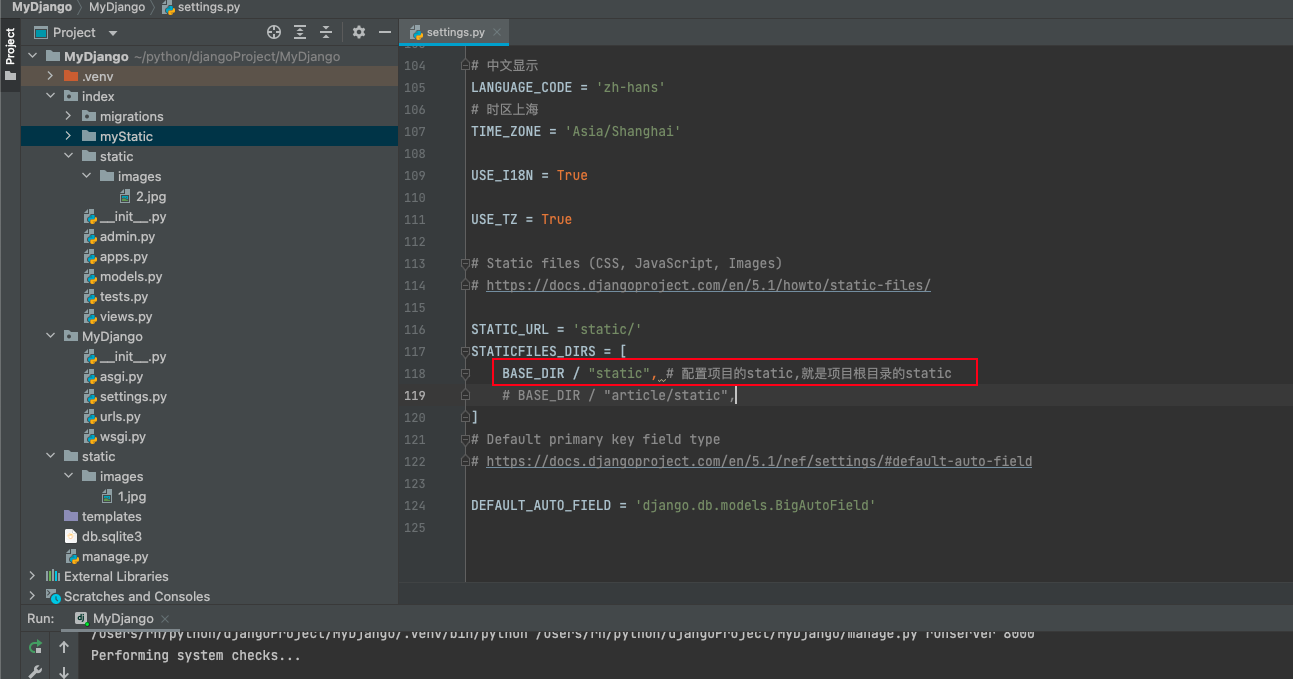 MyDjango MyDjango settings.py
Project
Project
settings.py
MyDjango ~/python/djangoProject/MyDjango
.venv
index
migrations
myStatic
static
images
2.jpg
__init__.py
admin.py
apps.py
models.py
tests.py
views.py
MyDjango
__init__.py
asgi.py
settings.py
urls.py
wsgi.py
static
images
1.jpg
templates
db.sqlite3
manage.py
External Libraries
Scratches and Consoles
104 # 中文显示
105 LANGUAGE_CODE = 'zh-hans'
106 # 时区上海
107 TIME_ZONE = 'Asia/Shanghai'
108
109 USE_I18N = True
110
111 USE_TZ = True
112
113 # Static files (CSS, JavaScript, Images)
114 # https://docs.djangoproject.com/en/5.1/howto/static-files/
115
116 STATIC_URL = 'static/'
117 STATICFILES_DIRS = [
118 BASE_DIR / "static", # 配置项目的static,就是项目根目录的static
119 # BASE_DIR / "article/static",
120 ]
121 # Default primary key field type
122 # https://docs.djangoproject.com/en/5.1/ref/settings/#default-auto-field
123
124 DEFAULT_AUTO_FIELD = 'django.db.models.BigAutoField'
125
Run: MyDjango
/Users/rh/python/djangoProject/MyDjango/.venv/bin/python /Users/rh/python/djangoProject/MyDjango/manage.py runserver 8000
Performing system checks...